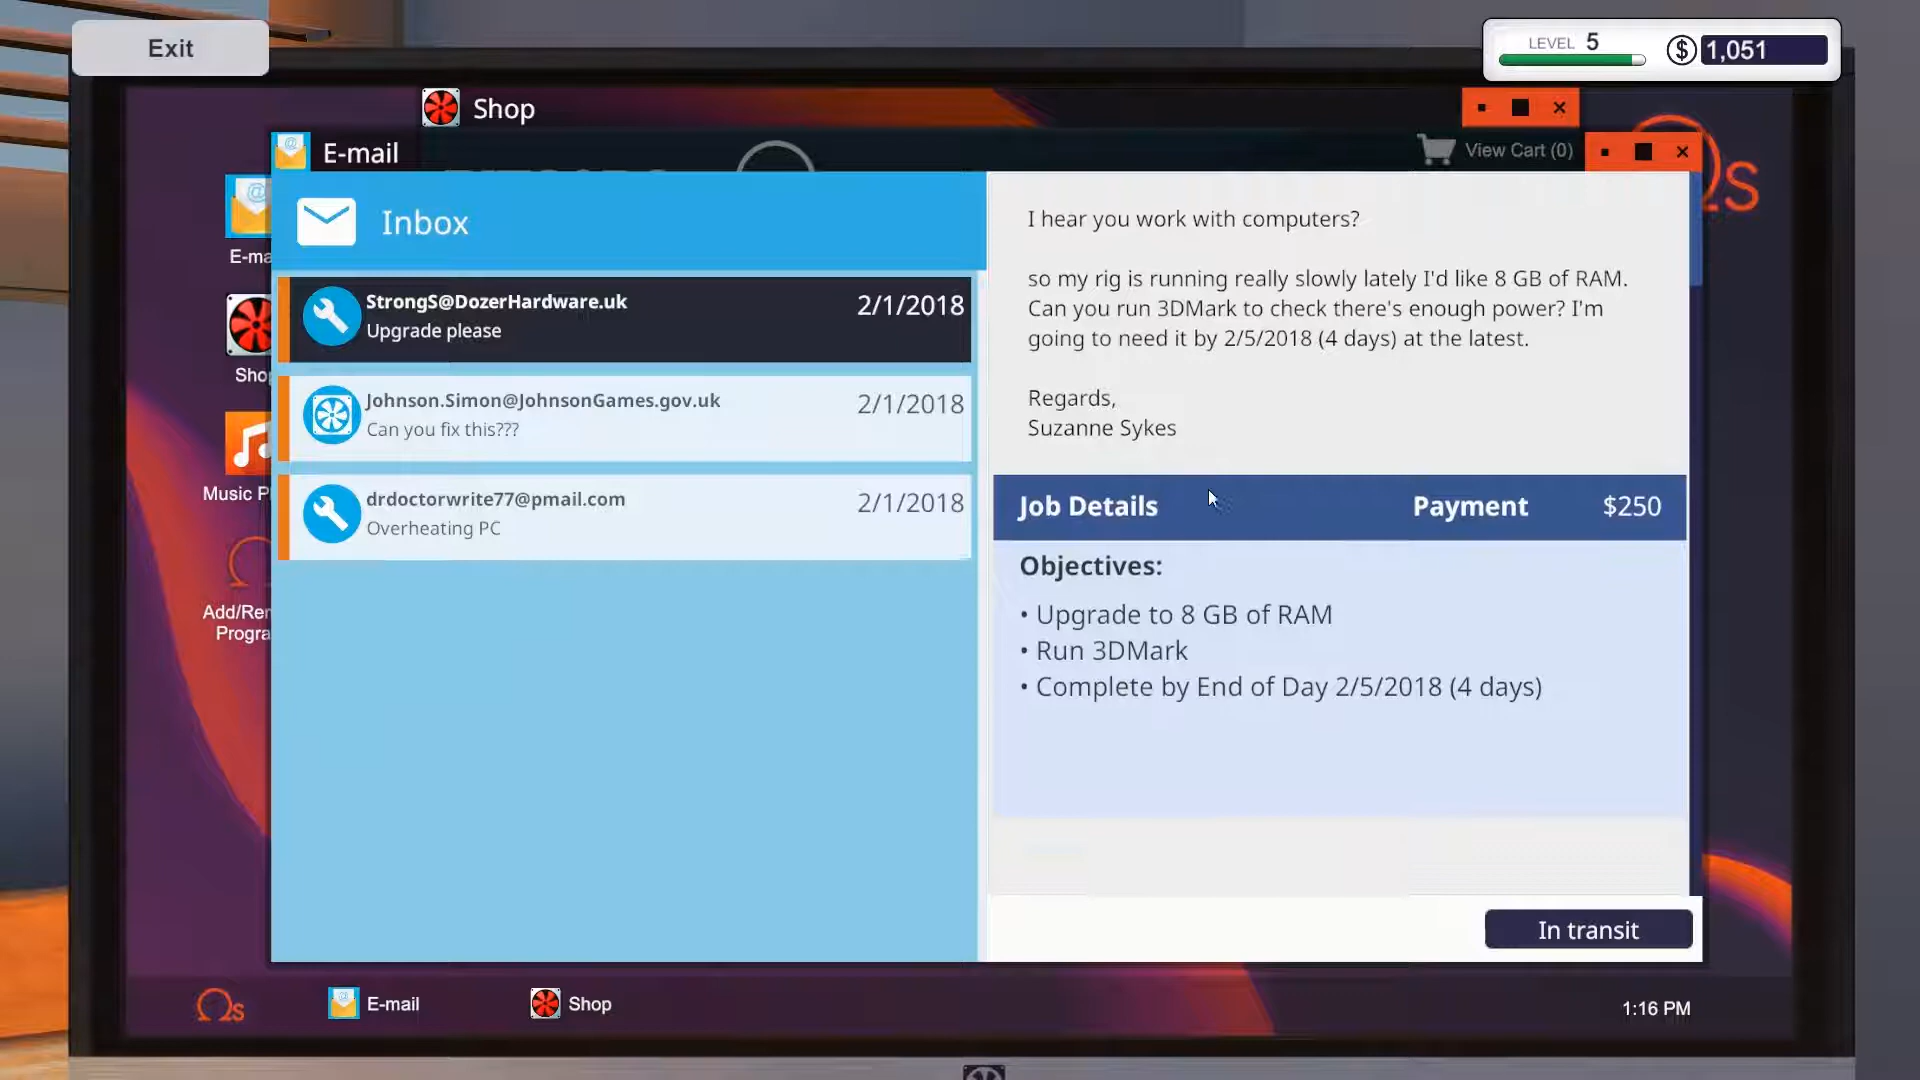 Exit
LEVEL 5
$ 1,051
Shop
E-mail
View Cart (0)
Inbox
StrongS@DozerHardware.uk
2/1/2018
Upgrade please
Johnson.Simon@JohnsonGames.gov.uk
2/1/2018
Can you fix this???
drdoctorwrite77@pmail.com
2/1/2018
Overheating PC
I hear you work with computers?
so my rig is running really slowly lately I'd like 8 GB of RAM.
Can you run 3DMark to check there's enough power? I'm
going to need it by 2/5/2018 (4 days) at the latest.
Regards,
Suzanne Sykes
Job Details
Payment
$250
Objectives:
• Upgrade to 8 GB of RAM
• Run 3DMark
• Complete by End of Day 2/5/2018 (4 days)
In transit
E-ma
Sho
Music P
Add/Rer
Progra
Ωs
Ωs
E-mail
Shop
1:16 PM